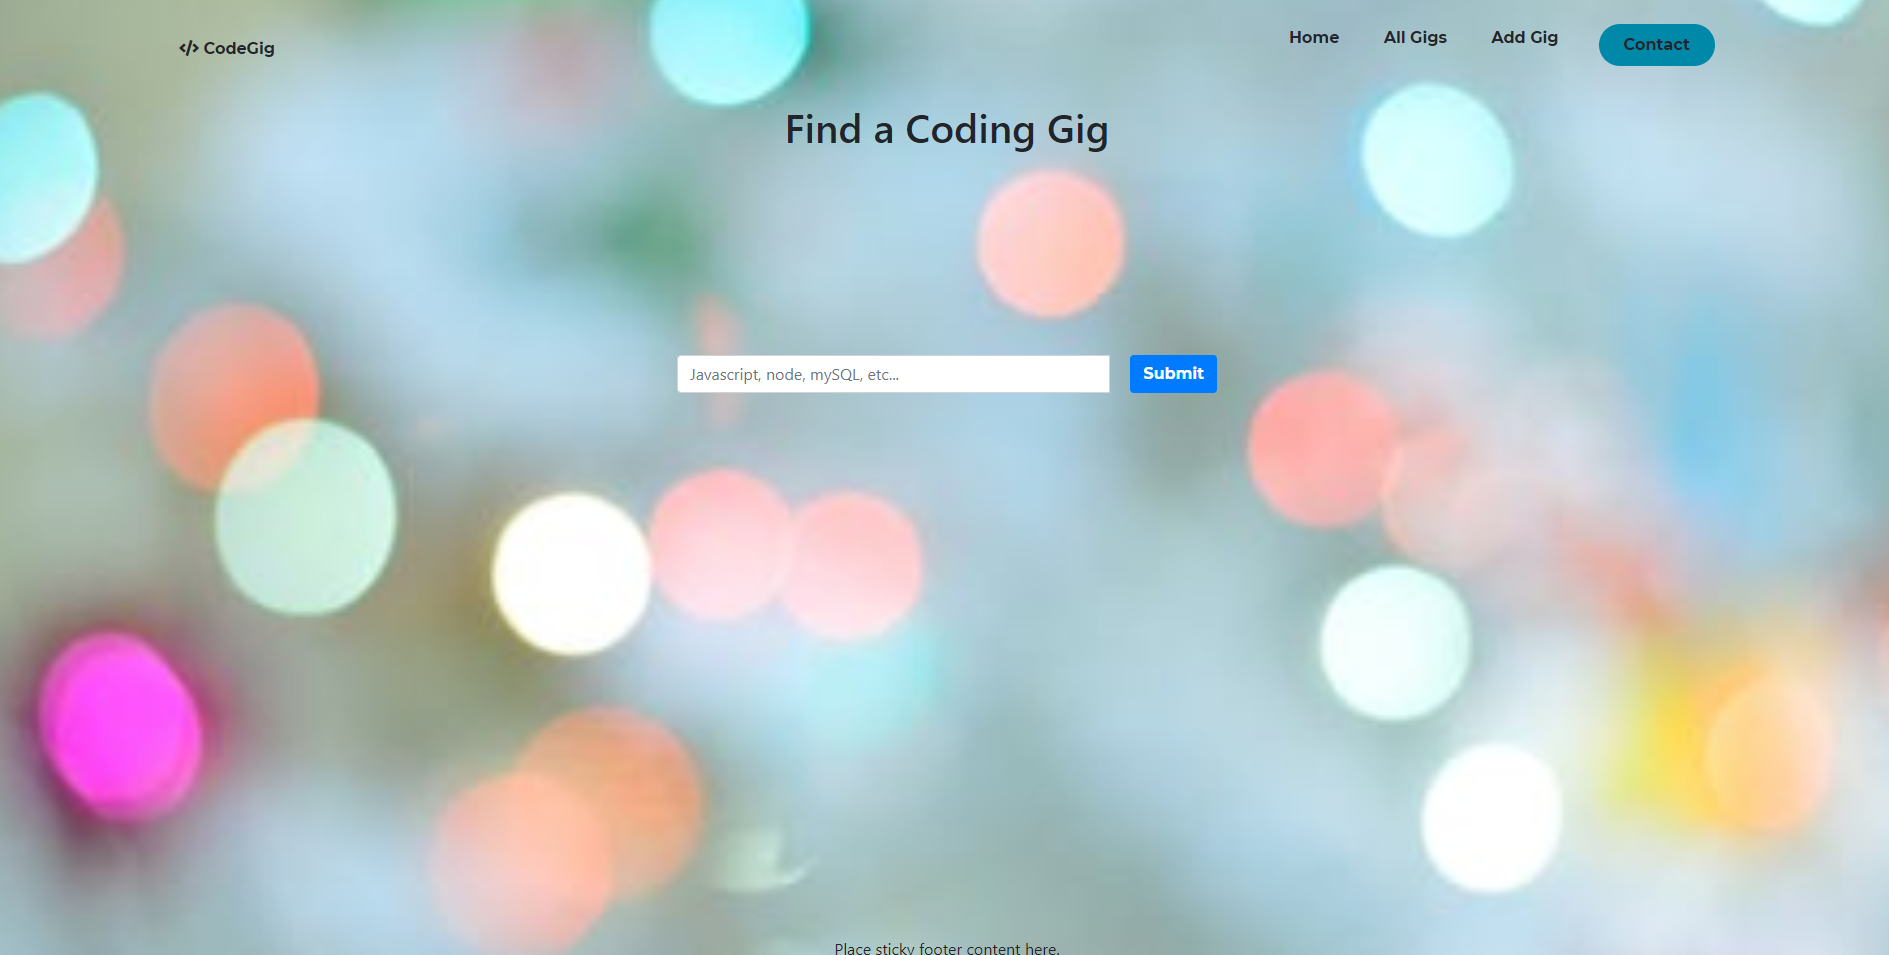 </> CodeGig
Home All Gigs Add Gig Contact
Find a Coding Gig
Javascript, node, mySQL, etc...
Submit
Place sticky footer content here.